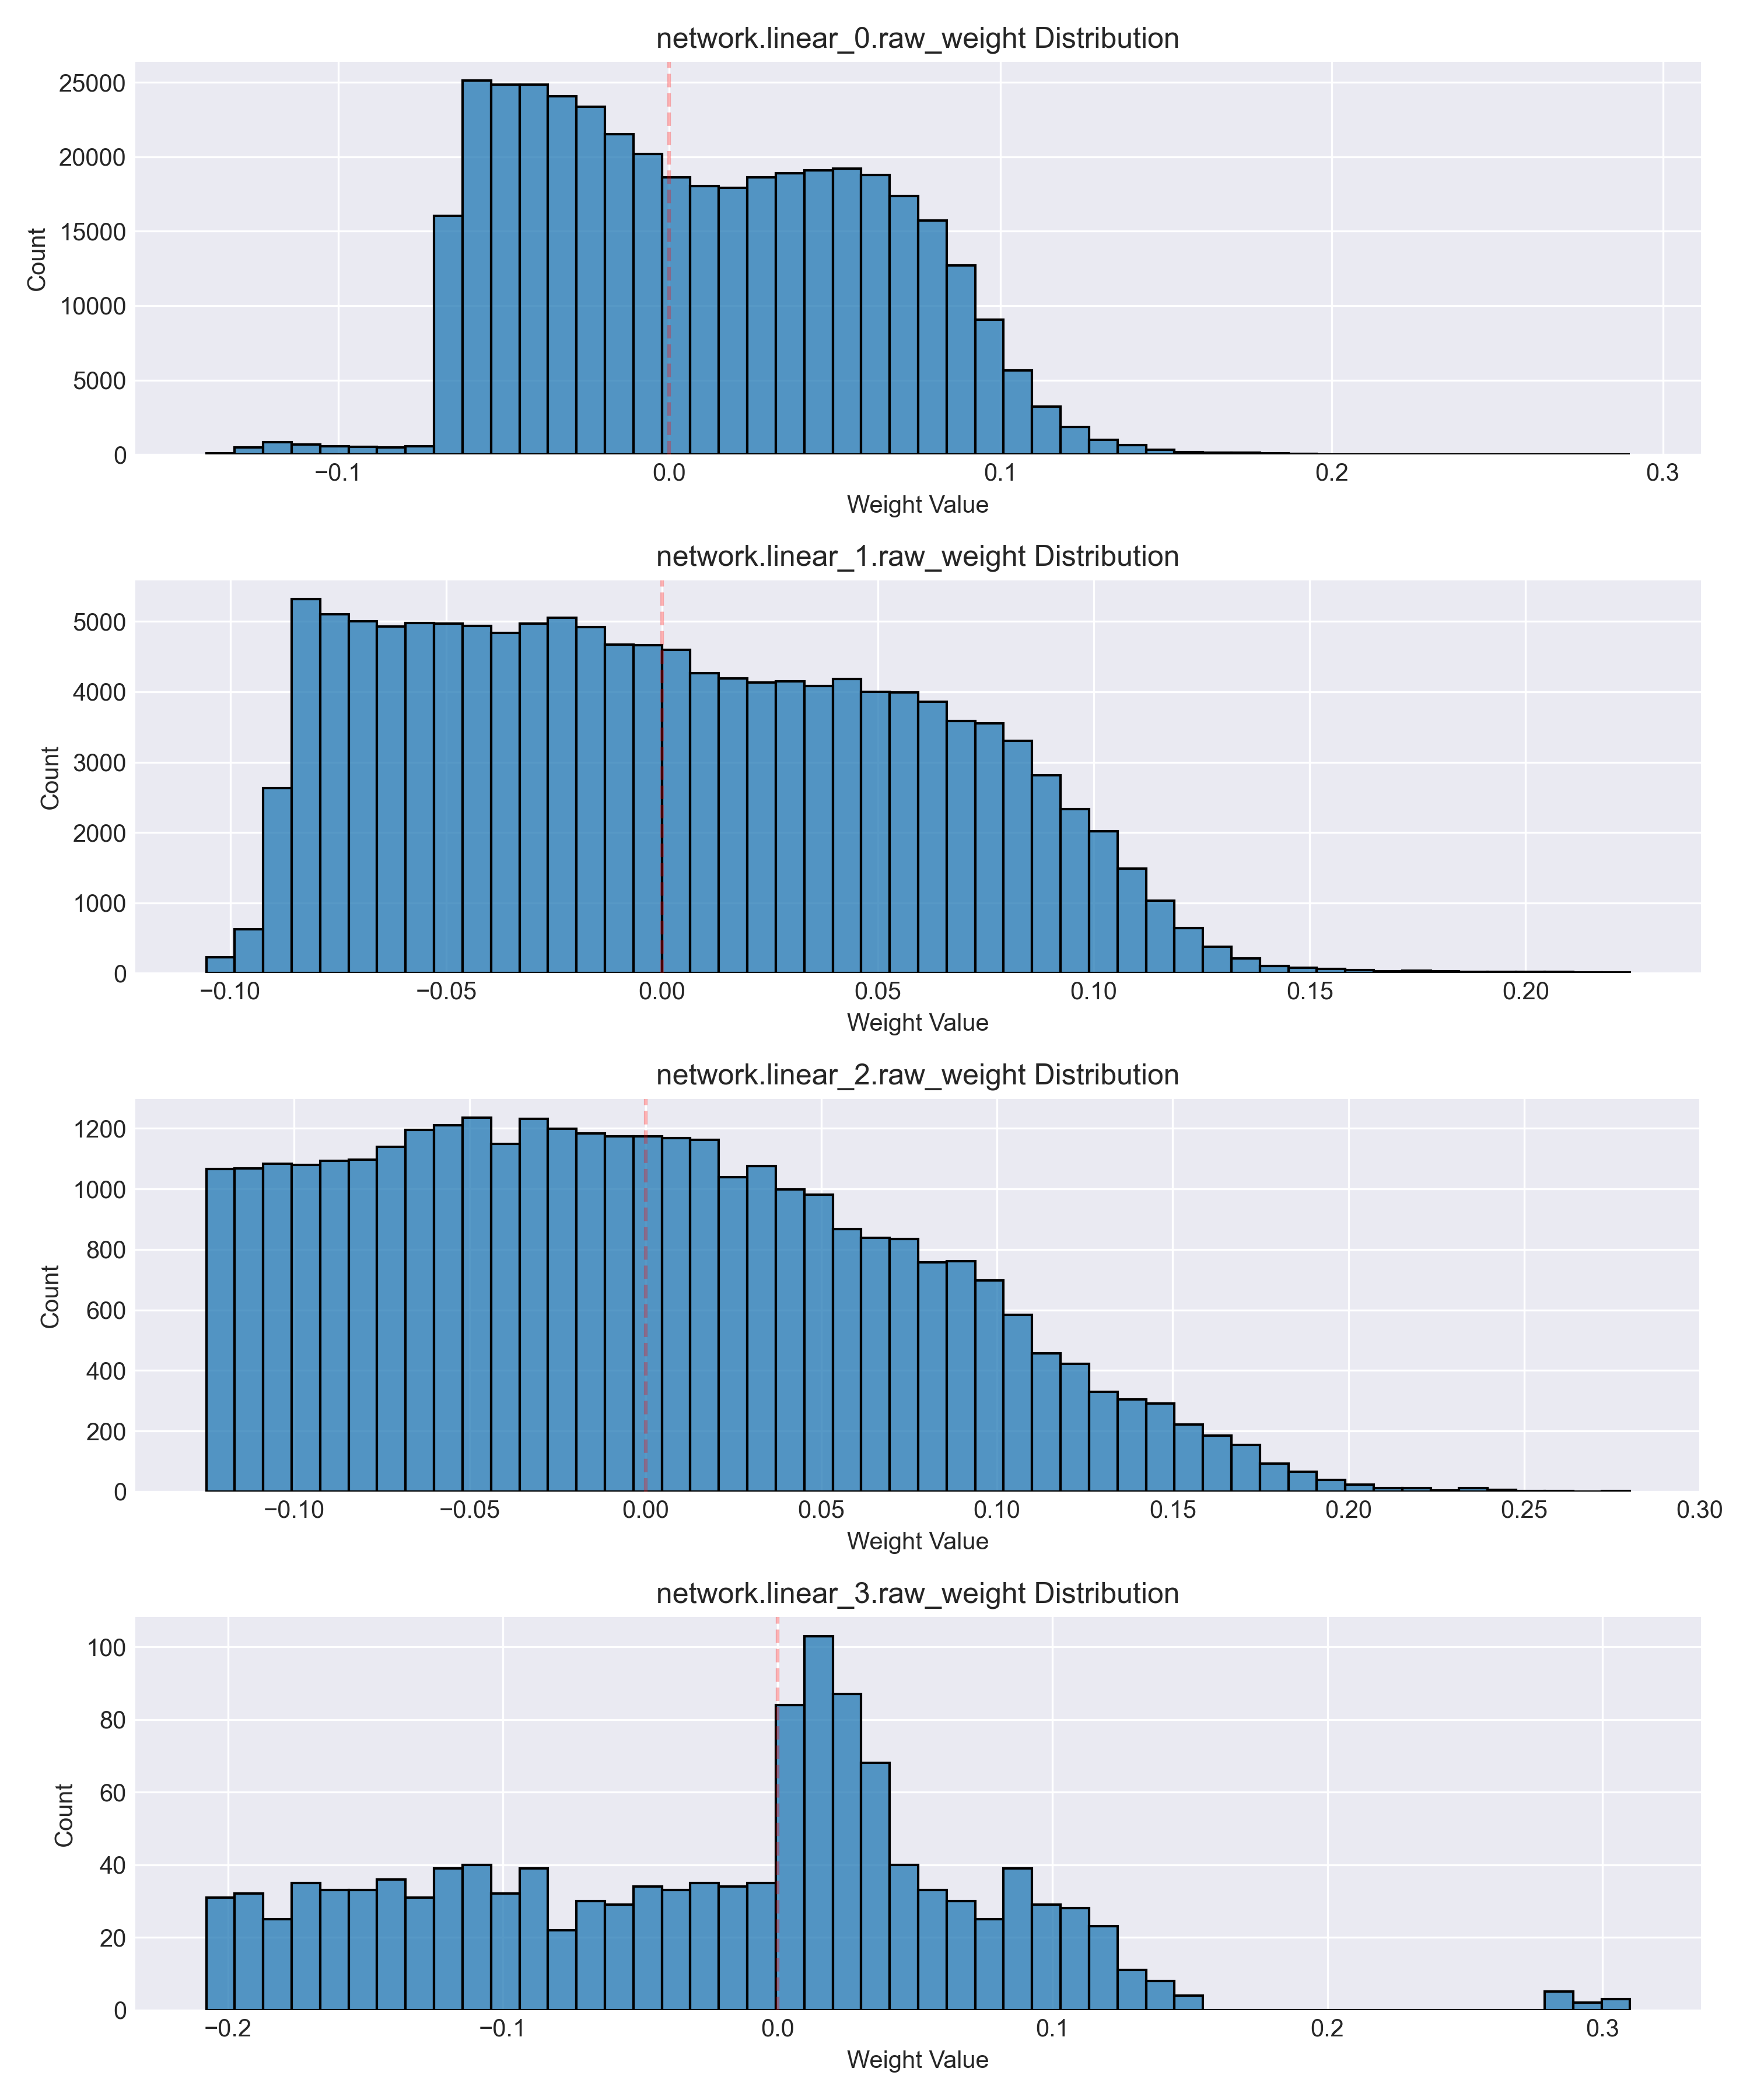 network.linear_0.raw_weight Distribution
25000
20000
15000
10000
5000
0
Count
−0.1 0.0 0.1 0.2 0.3
Weight Value
network.linear_1.raw_weight Distribution
5000
4000
3000
2000
1000
0
Count
−0.10 −0.05 0.00 0.05 0.10 0.15 0.20
Weight Value
network.linear_2.raw_weight Distribution
1200
1000
800
600
400
200
0
Count
−0.10 −0.05 0.00 0.05 0.10 0.15 0.20 0.25 0.30
Weight Value
network.linear_3.raw_weight Distribution
100
80
60
40
20
0
Count
−0.2 −0.1 0.0 0.1 0.2 0.3
Weight Value